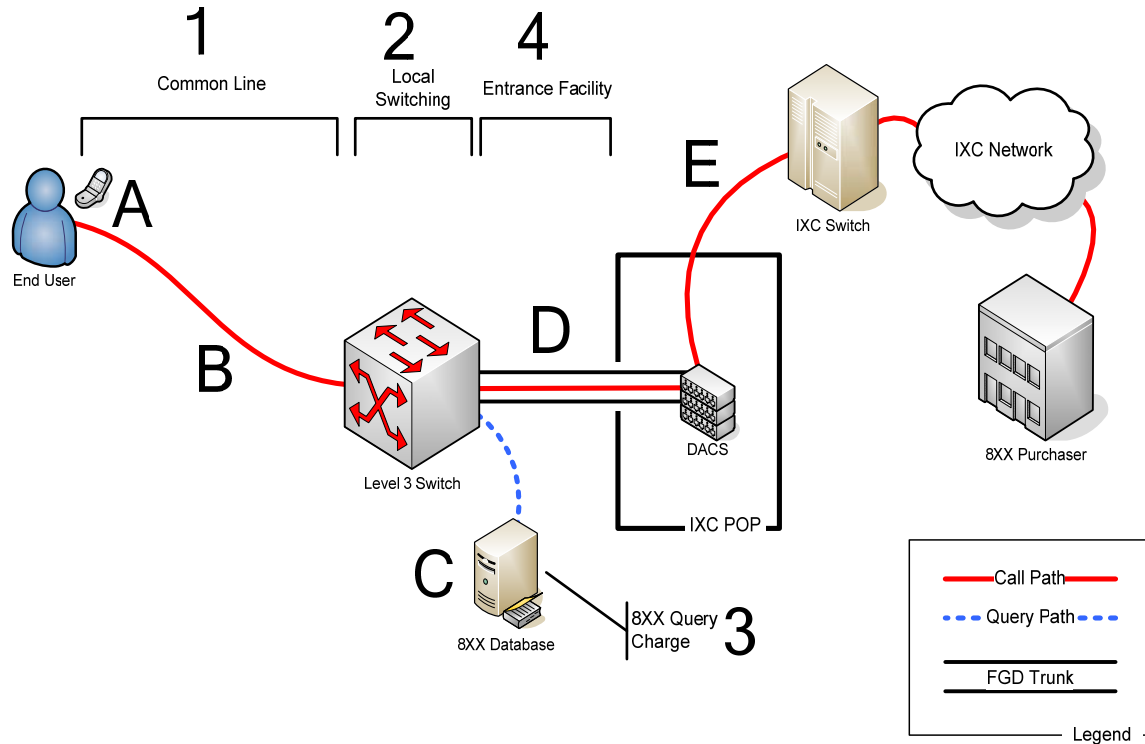 1
2
4
Common Line
Local
Switching
Entrance Facility
A
E
IXC Network
IXC Switch
End User
D
B
DACS
8XX Purchaser
Level 3 Switch
IXC POP
C
8XX Query
Charge
3
8XX Database
Call Path
Query Path
FGD Trunk
Legend